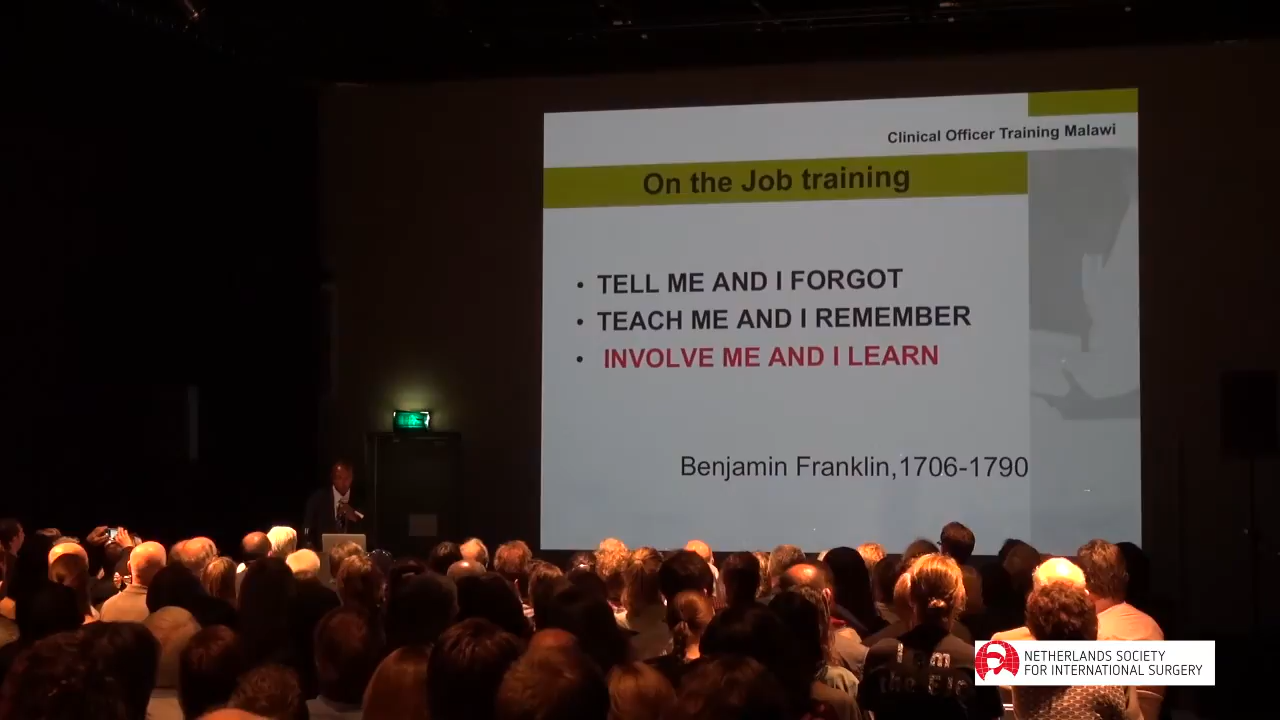 Clinical Officer Training Malawi
On the Job training
• TELL ME AND I FORGOT
• TEACH ME AND I REMEMBER
• INVOLVE ME AND I LEARN
Benjamin Franklin,1706-1790
NETHERLANDS SOCIETY
FOR INTERNATIONAL SURGERY